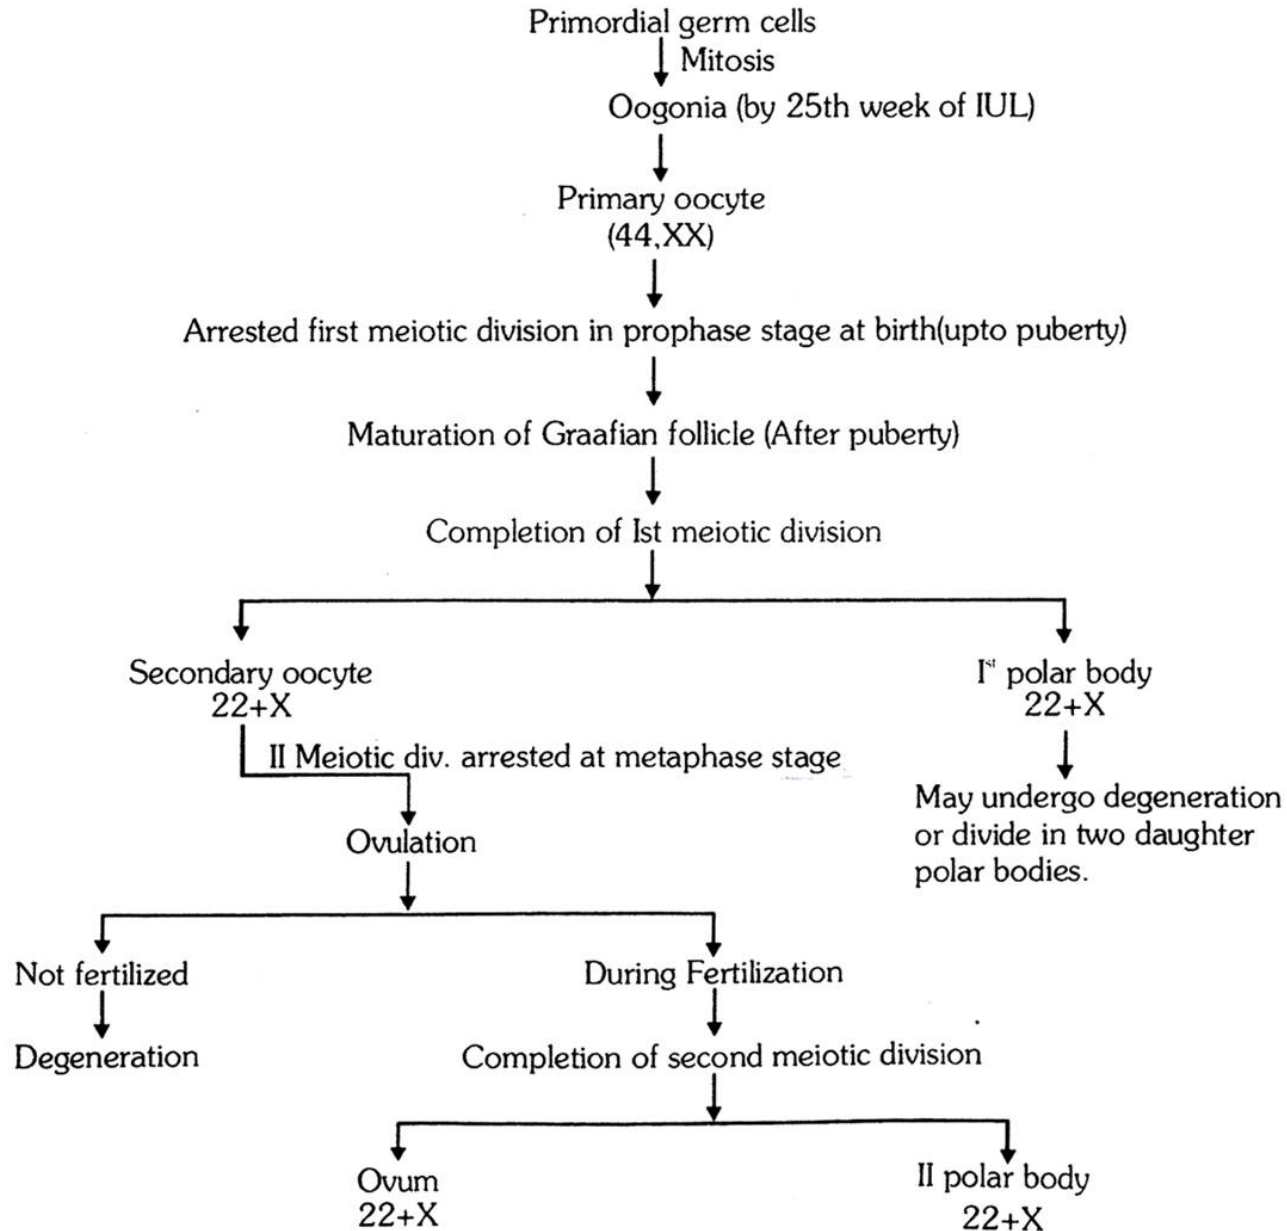 Primordial germ cells
Mitosis
Oogonia (by 25th week of IUL)
Primary oocyte
(44,XX)
Arrested first meiotic division in prophase stage at birth(upto puberty)
Maturation of Graafian follicle (After puberty)
Completion of Ist meiotic division
Secondary oocyte
22+X
Ist polar body
22+X
II Meiotic div. arrested at metaphase stage
May undergo degeneration
or divide in two daughter
polar bodies.
Ovulation
Not fertilized
During Fertilization
Degeneration
Completion of second meiotic division
Ovum
22+X
II polar body
22+X